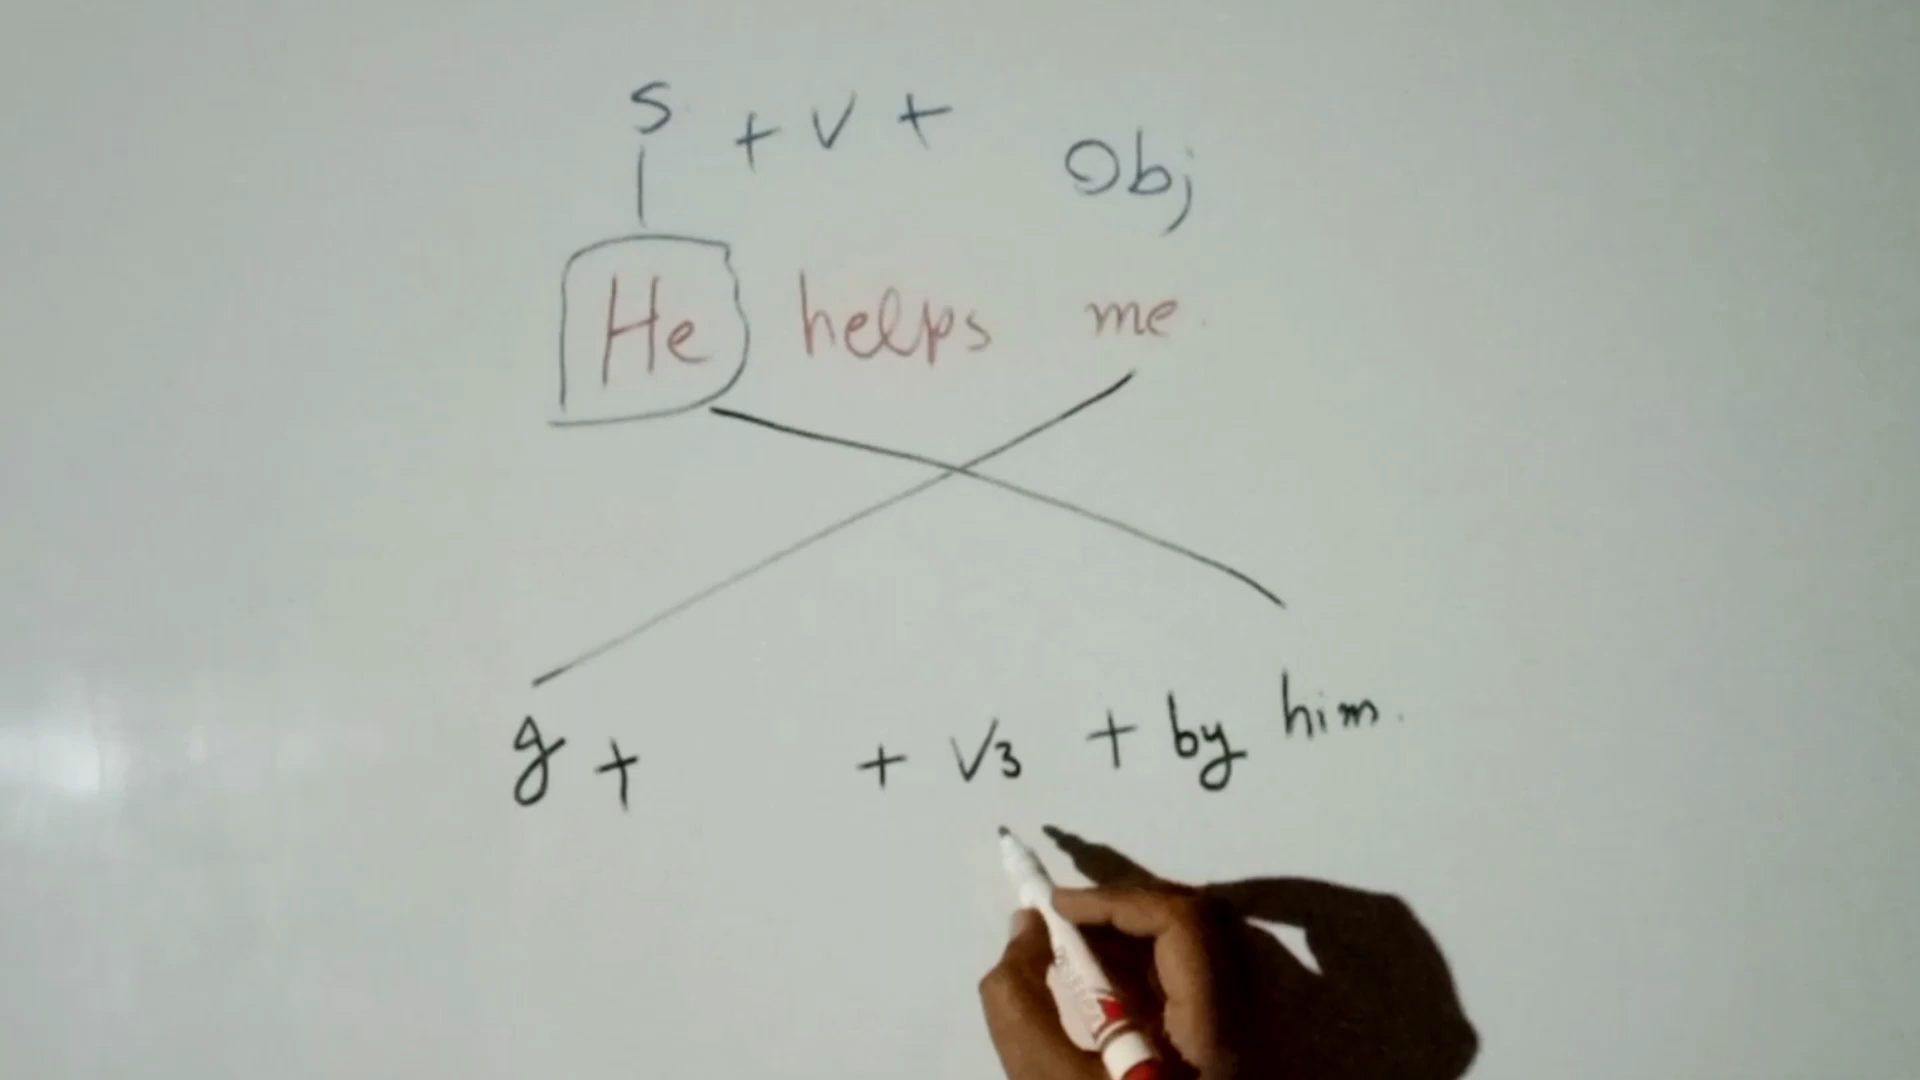 S + V + Obj
He helps me.
I + + V3 + by him.